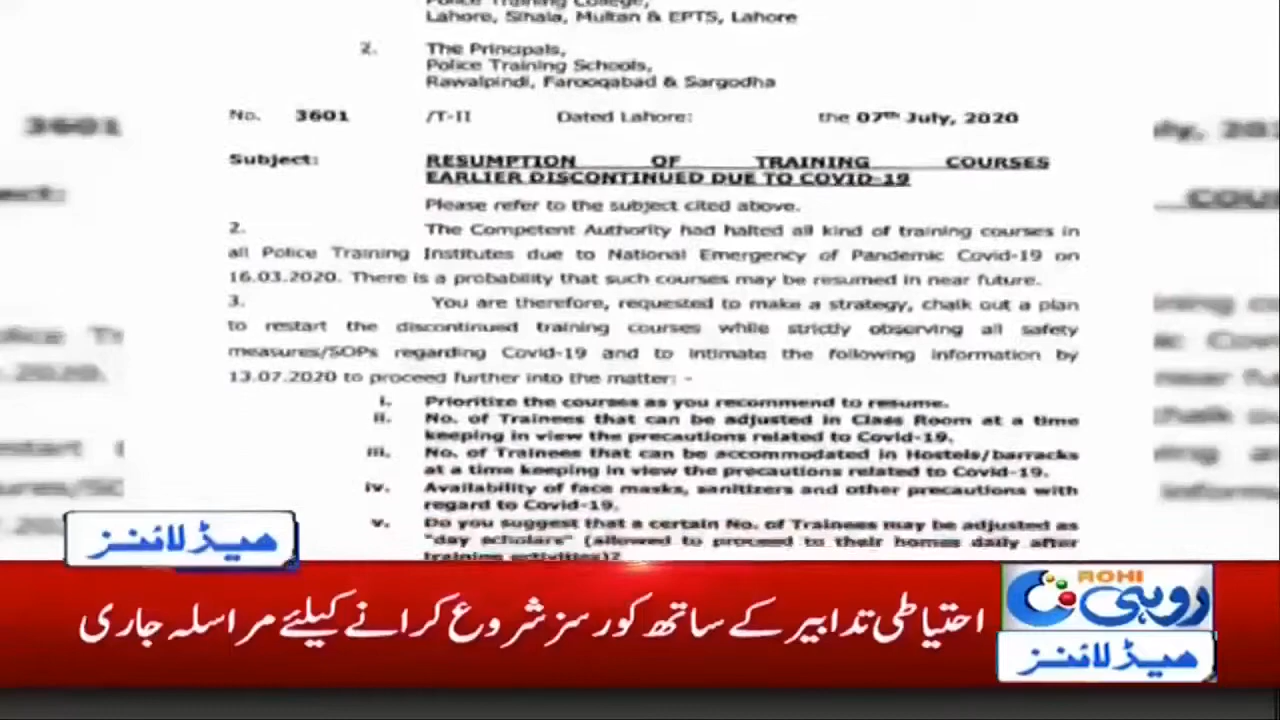 Police Training College,
Lahore, Sihala, Multan & EPTS, Lahore
2. The Principals,
Police Training Schools,
Rawalpindi, Farooqabad & Sargodha
No. 3601 /T-II Dated Lahore: the 07th July, 2020
Subject: RESUMPTION OF TRAINING COURSES
EARLIER DISCONTINUED DUE TO COVID-19
Please refer to the subject cited above.
2. The Competent Authority had halted all kind of training courses in
all Police Training Institutes due to National Emergency of Pandemic Covid-19 on
16.03.2020. There is a probability that such courses may be resumed in near future.
3. You are therefore, requested to make a strategy, chalk out a plan
to restart the discontinued training courses while strictly observing all safety
measures/SOPs regarding Covid-19 and to intimate the following information by
13.07.2020 to proceed further into the matter: -
i. Prioritize the courses as you recommend to resume.
ii. No. of Trainees that can be adjusted in Class Room at a time
keeping in view the precautions related to Covid-19.
iii. No. of Trainees that can be accommodated in Hostels/barracks
at a time keeping in view the precautions related to Covid-19.
iv. Availability of face masks, sanitizers and other precautions with
regard to Covid-19.
v. Do you suggest that a certain No. of Trainees may be adjusted as
"day scholars" (allowed to proceed to their homes daily after
training activities)?
ہیڈلائنز
احتیاطی تدابیر کے ساتھ کورسز شروع کرانے کیلئے مراسلہ جاری
ROHI
روہی
ہیڈلائنز